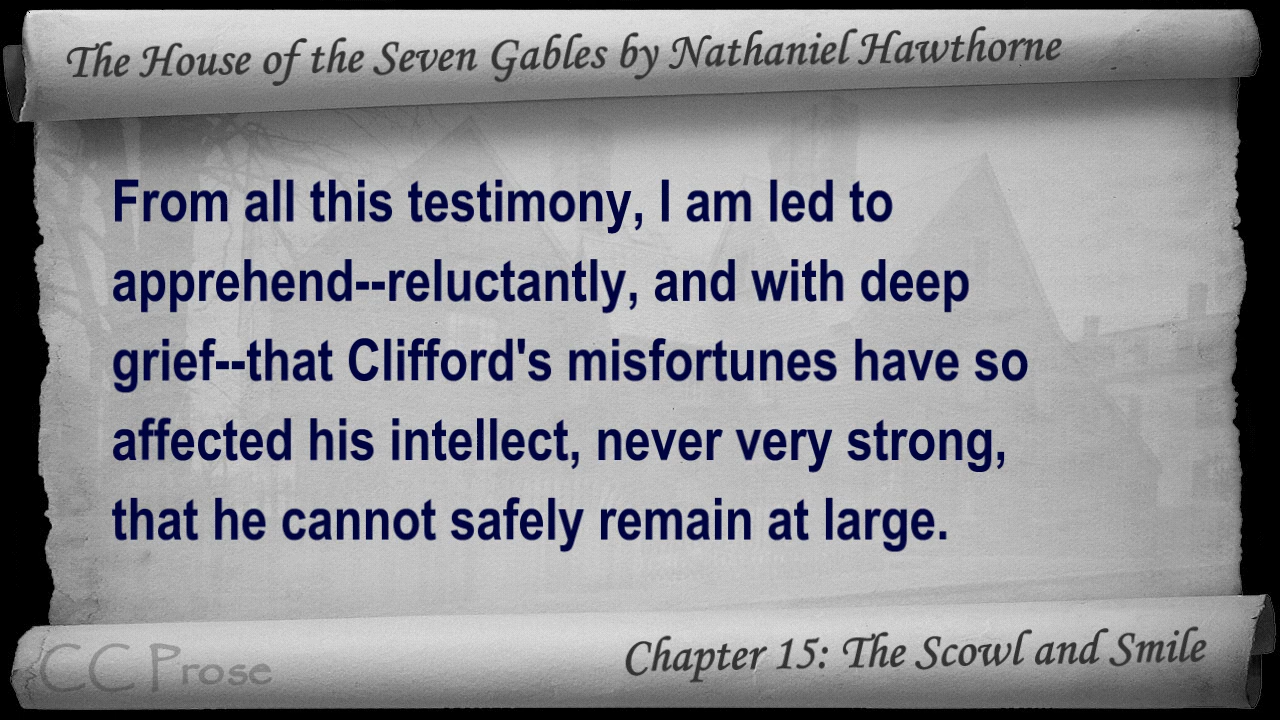 The House of the Seven Gables by Nathaniel Hawthorne
From all this testimony, I am led to
apprehend--reluctantly, and with deep
grief--that Clifford's misfortunes have so
affected his intellect, never very strong,
that he cannot safely remain at large.
CC Prose
Chapter 15: The Scowl and Smile